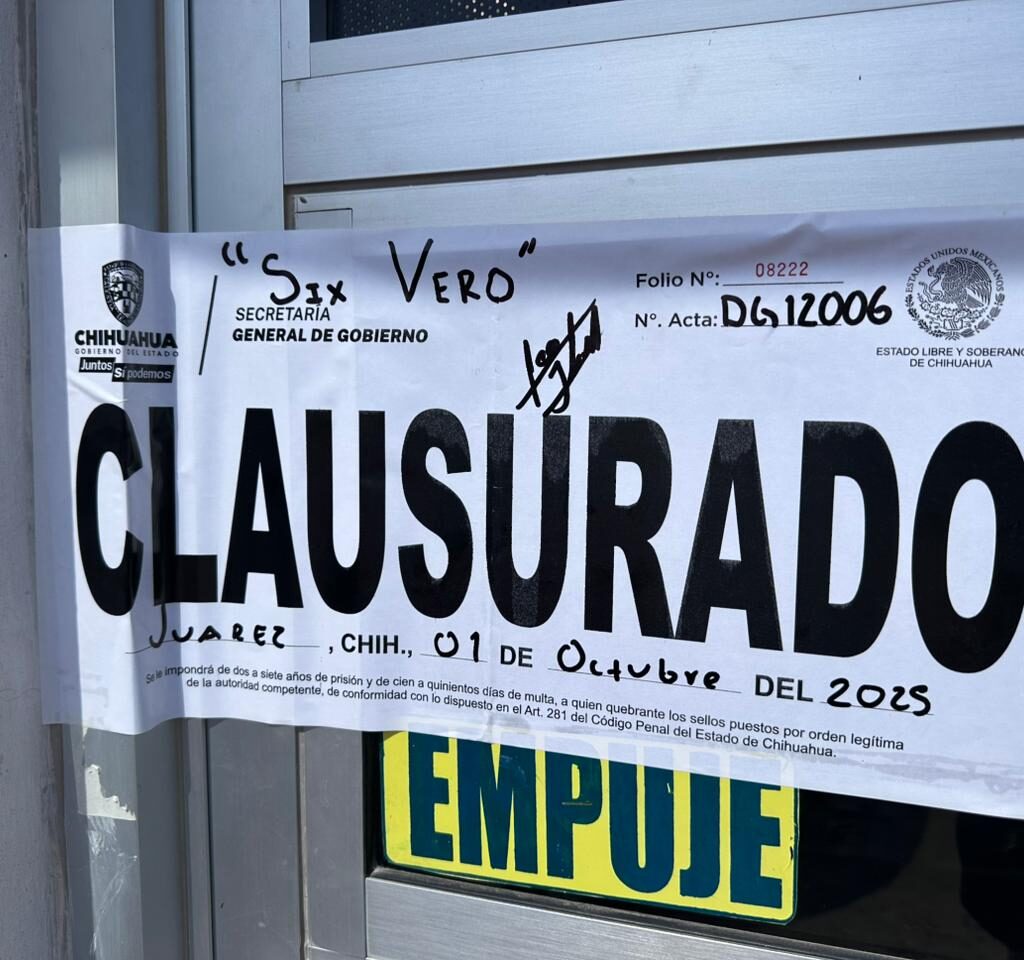 "Six Vero"
CHIHUAHUA
GOBIERNO DEL ESTADO
Juntos Sí podemos
SECRETARÍA
GENERAL DE GOBIERNO
Folio N°: 08222
N°. Acta: DG12006
ESTADOS UNIDOS MEXICANOS
ESTADO LIBRE Y SOBERANO
DE CHIHUAHUA
CLAUSURADO
Juarez, CHIH., 01 DE Octubre DEL 2025
Se le impondrá de dos a siete años de prisión y de cien a quinientos días de multa, a quien quebrante los sellos puestos por orden legítima
de la autoridad competente, de conformidad con lo dispuesto en el Art. 281 del Código Penal del Estado de Chihuahua.
EMPUJE